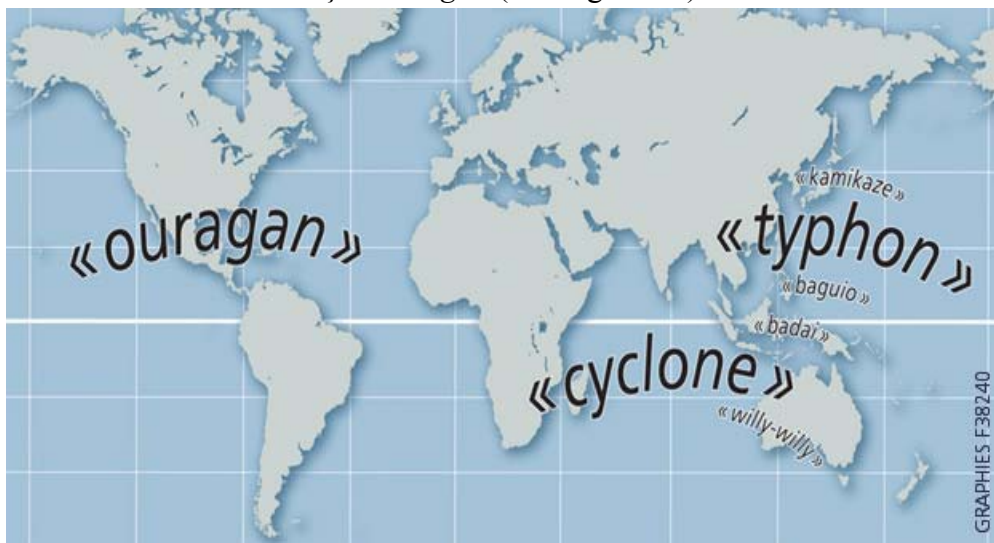 «kamikaze»
«ouragan»
«typhon»
«baguio»
«badai»
«cyclone»
«willy-willy»
GRAPHIES F38240